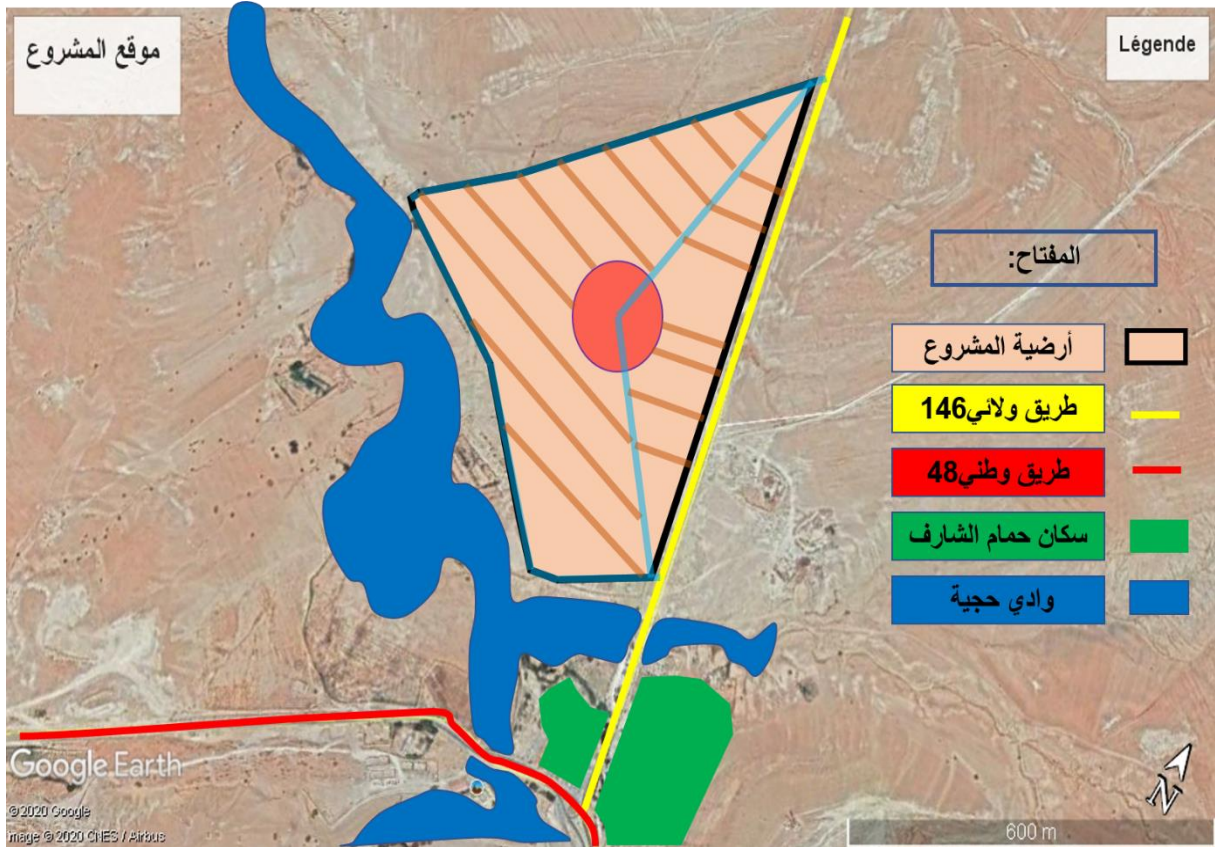 موقع المشروع
Légende
المفتاح:
أرضية المشروع
طريق ولائي146
طريق وطني48
سكان حمام الشارف
وادي حجية
Google Earth
© 2020 Google
mage © 2020 CNES / Airbus
N
600 m